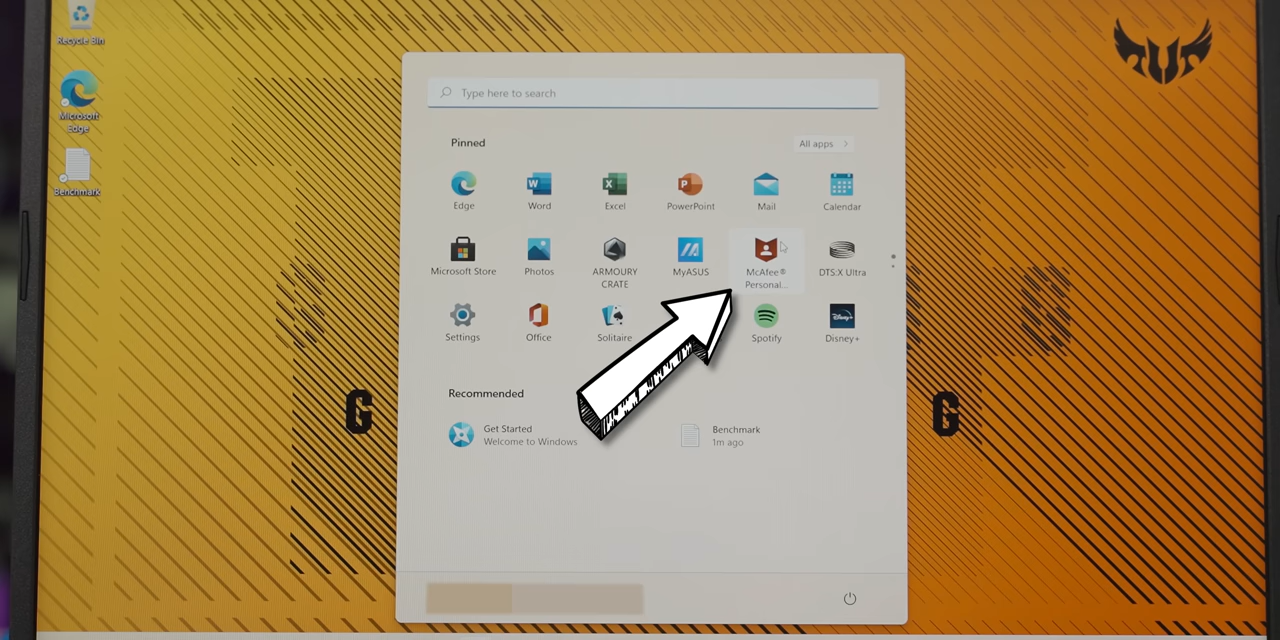 Recycle Bin
Microsoft
Edge
Benchmark
Type here to search
Pinned
All apps
Edge
Word
Excel
PowerPoint
Mail
Calendar
Microsoft Store
Photos
ARMOURY
CRATE
MyASUS
McAfee®
Personal...
DTS:X Ultra
Settings
Office
Solitaire
Spotify
Disney+
Recommended
Get Started
Welcome to Windows
Benchmark
1m ago
G
G